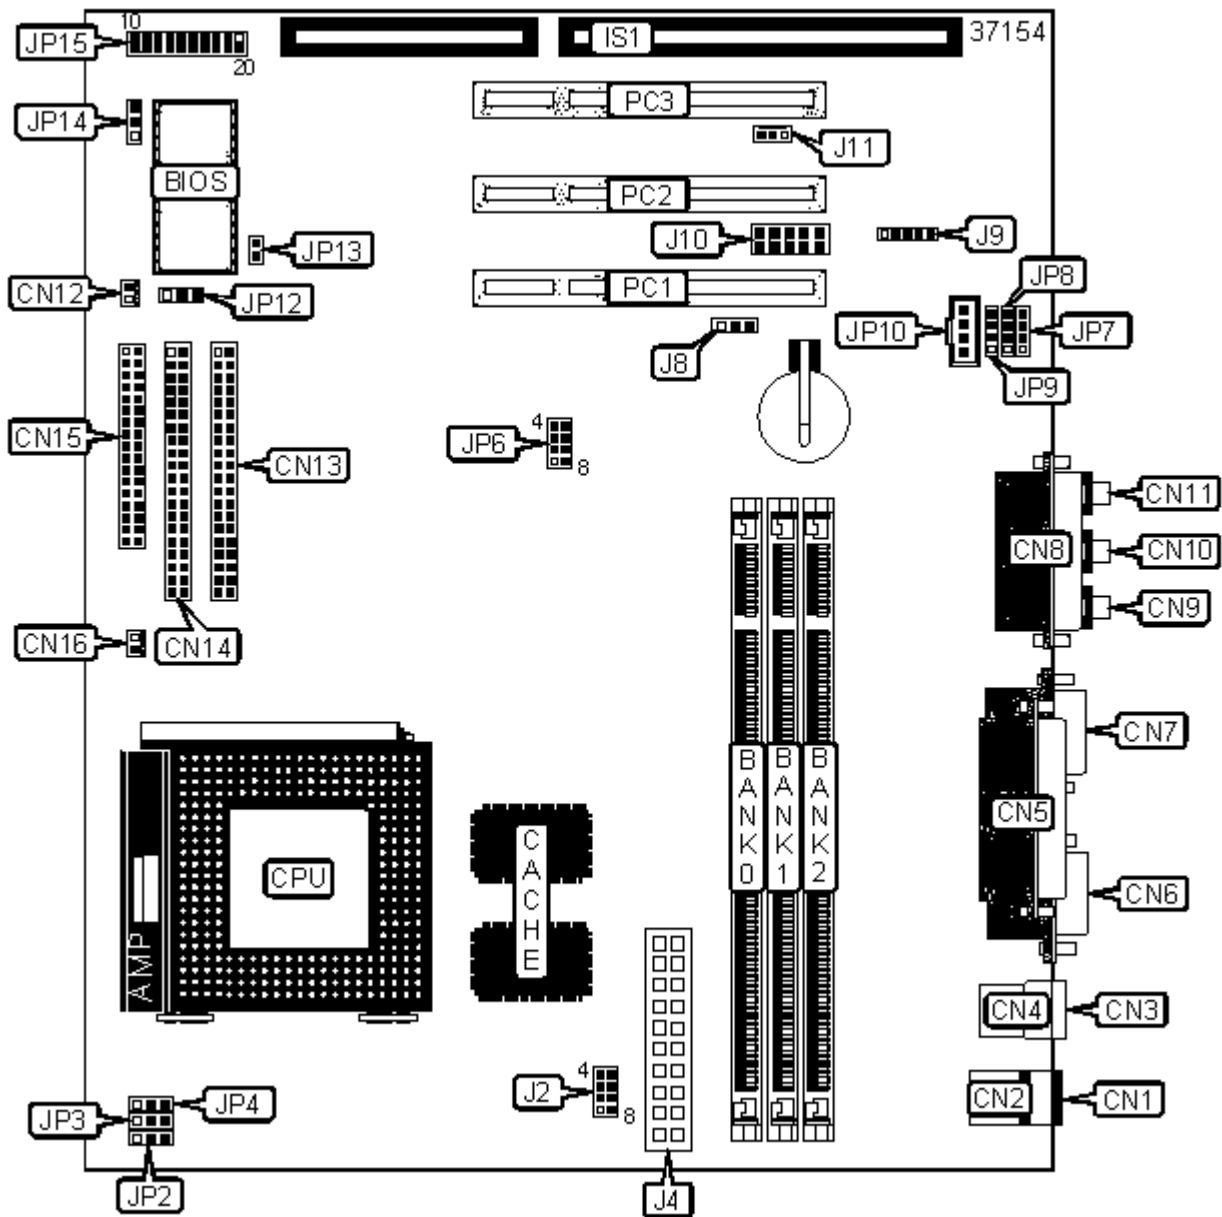 10
JP15
IS1
37154
20
PC3
JP14
J11
BIOS
PC2
J10
J9
JP13
JP8
CN12
JP12
PC1
JP10
JP7
J8
JP9
4
CN15
JP6
CN13
8
CN11
CN8
CN10
CN9
CN16
CN14
CN7
BANK0
BANK1
BANK2
CN5
CACHE
CPU
CN6
AMP
CN4
CN3
4
J2
8
CN2
CN1
JP4
JP3
JP2
J4